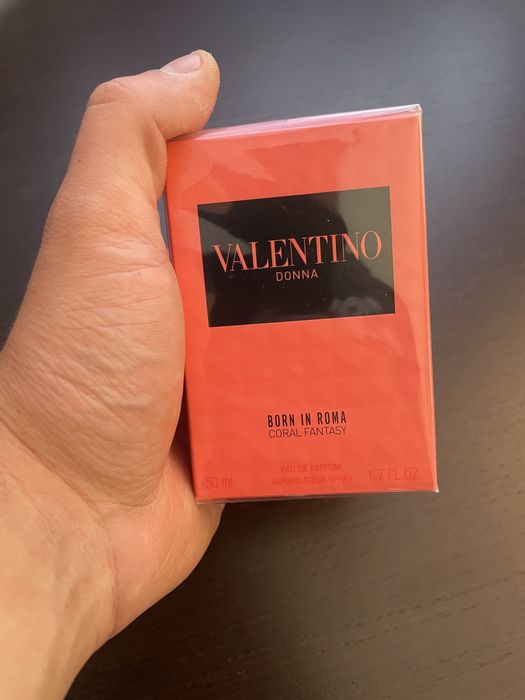 VALENTINO
DONNA
BORN IN ROMA
CORAL FANTASY
EAU DE PARFUM
50 ml VAPORISATEUR SPRAY 1.7 FL.OZ.